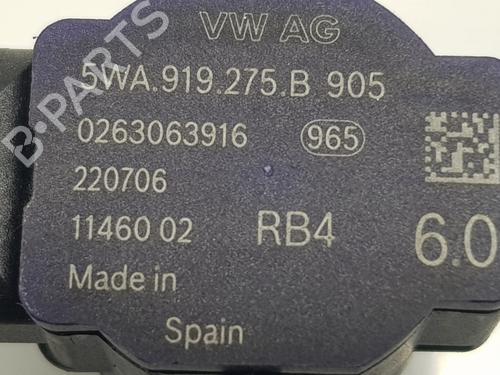 VW AG
5WA.919.275.B 905
0263063916 965
220706
11460 02 RB4 6.0
Made in
Spain
B-PARTS